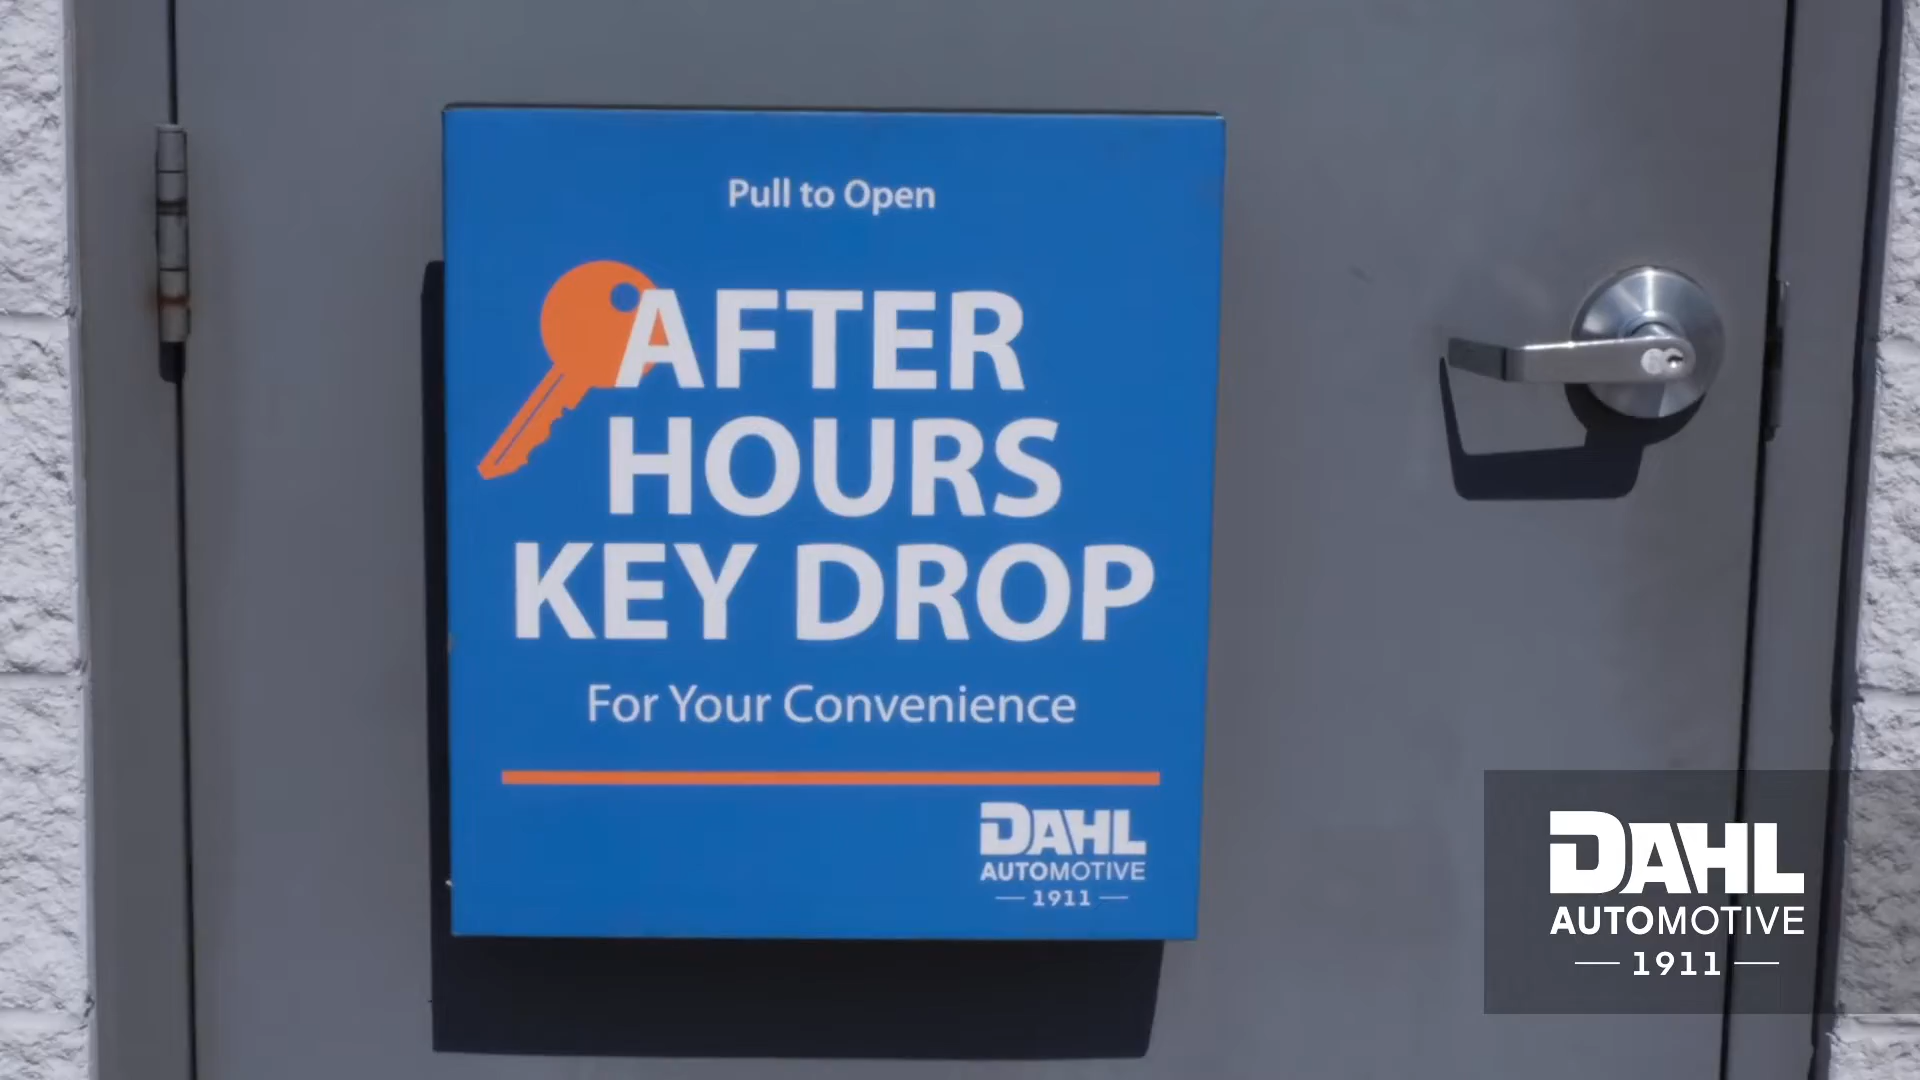 Pull to Open
AFTER
HOURS
KEY DROP
For Your Convenience
DAHL
AUTOMOTIVE
1911
DAHL
AUTOMOTIVE
1911